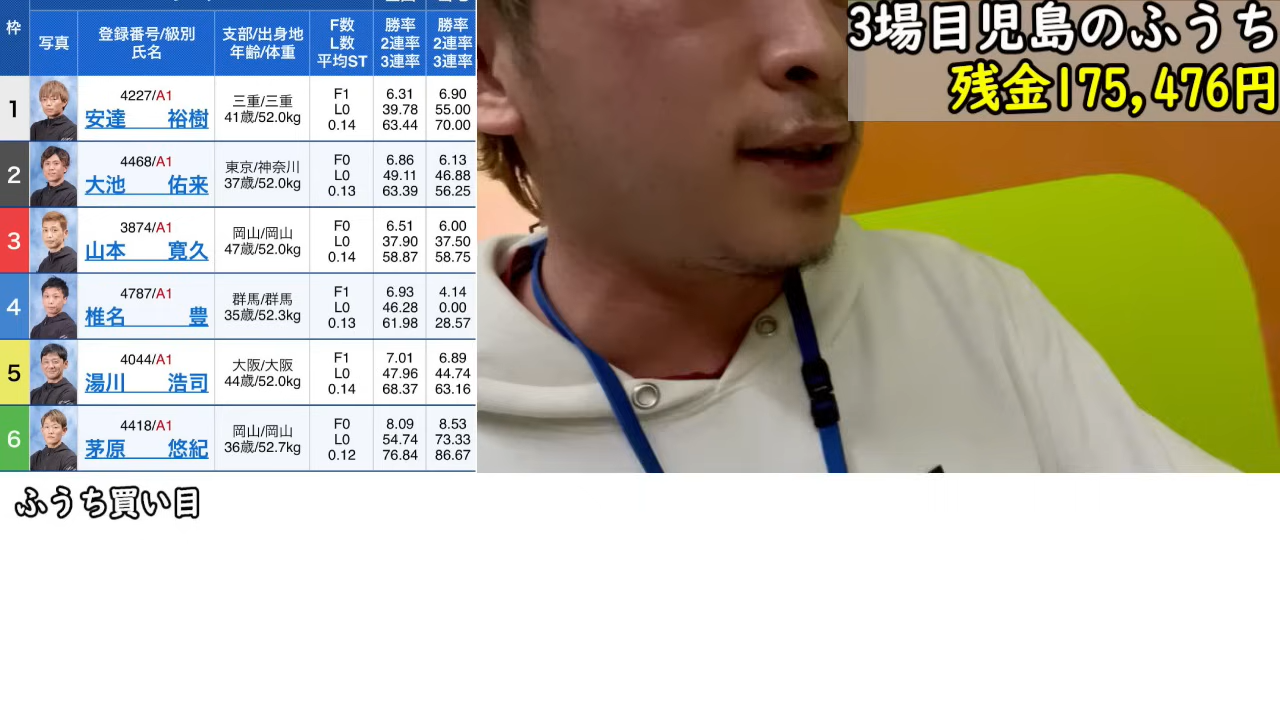 枠
写真
登録番号/級別
氏名
支部/出身地
年齢/体重
F数
L数
平均ST
勝率
2連率
3連率
勝率
2連率
3連率
1
4227/A1
安達 裕樹
三重/三重
41歳/52.0kg
F1
L0
0.14
6.31
39.78
63.44
6.90
55.00
70.00
2
4468/A1
大池 佑来
東京/神奈川
37歳/52.0kg
F0
L0
0.13
6.86
49.11
63.39
6.13
46.88
56.25
3
3874/A1
山本 寛久
岡山/岡山
47歳/52.0kg
F0
L0
0.14
6.51
37.90
58.87
6.00
37.50
58.75
4
4787/A1
椎名 豊
群馬/群馬
35歳/52.3kg
F1
L0
0.13
6.93
46.28
61.98
4.14
0.00
28.57
5
4044/A1
湯川 浩司
大阪/大阪
44歳/52.0kg
F1
L0
0.14
7.01
47.96
68.37
6.89
44.74
63.16
6
4418/A1
茅原 悠紀
岡山/岡山
36歳/52.7kg
F0
L0
0.12
8.09
54.74
76.84
8.53
73.33
86.67
3場目児島のふうち
残金175,476円
ふうち買い目